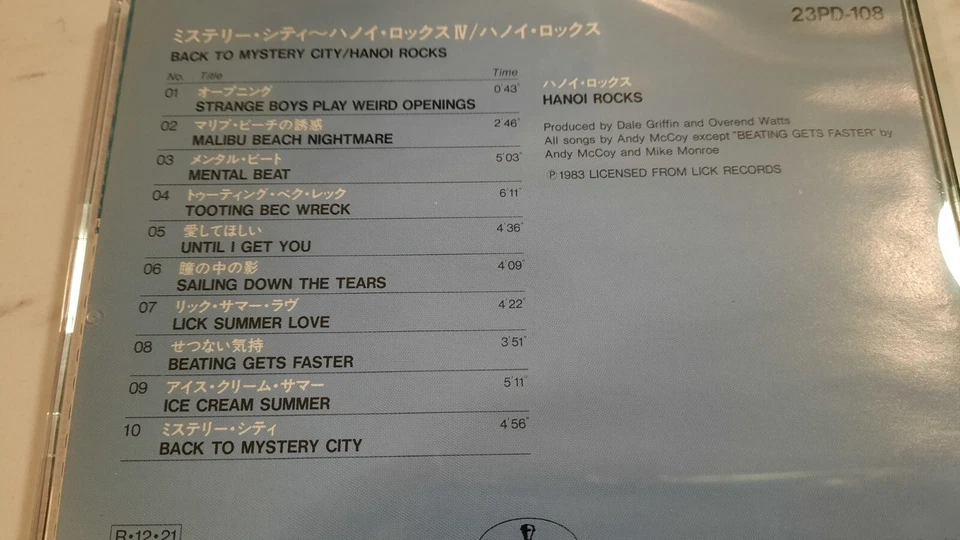 23PD-108
ミステリー・シティ〜ハノイ・ロックスⅣ/ハノイ・ロックス
BACK TO MYSTERY CITY/HANOI ROCKS
No. Title Time
01 オープニング 0'43"
STRANGE BOYS PLAY WEIRD OPENINGS
02 マリブ・ビーチの誘惑 2'46"
MALIBU BEACH NIGHTMARE
03 メンタル・ビート 5'03"
MENTAL BEAT
04 トゥーティング・ベク・レック 6'11"
TOOTING BEC WRECK
05 愛してほしい 4'36"
UNTIL I GET YOU
06 瞳の中の影 4'09"
SAILING DOWN THE TEARS
07 リック・サマー・ラヴ 4'22"
LICK SUMMER LOVE
08 せつない気持 3'51"
BEATING GETS FASTER
09 アイス・クリーム・サマー 5'11"
ICE CREAM SUMMER
10 ミステリー・シティ 4'56"
BACK TO MYSTERY CITY
ハノイ・ロックス
HANOI ROCKS
Produced by Dale Griffin and Overend Watts
All songs by Andy McCoy except "BEATING GETS FASTER" by
Andy McCoy and Mike Monroe
Ⓟ1983 LICENSED FROM LICK RECORDS
R・12・21